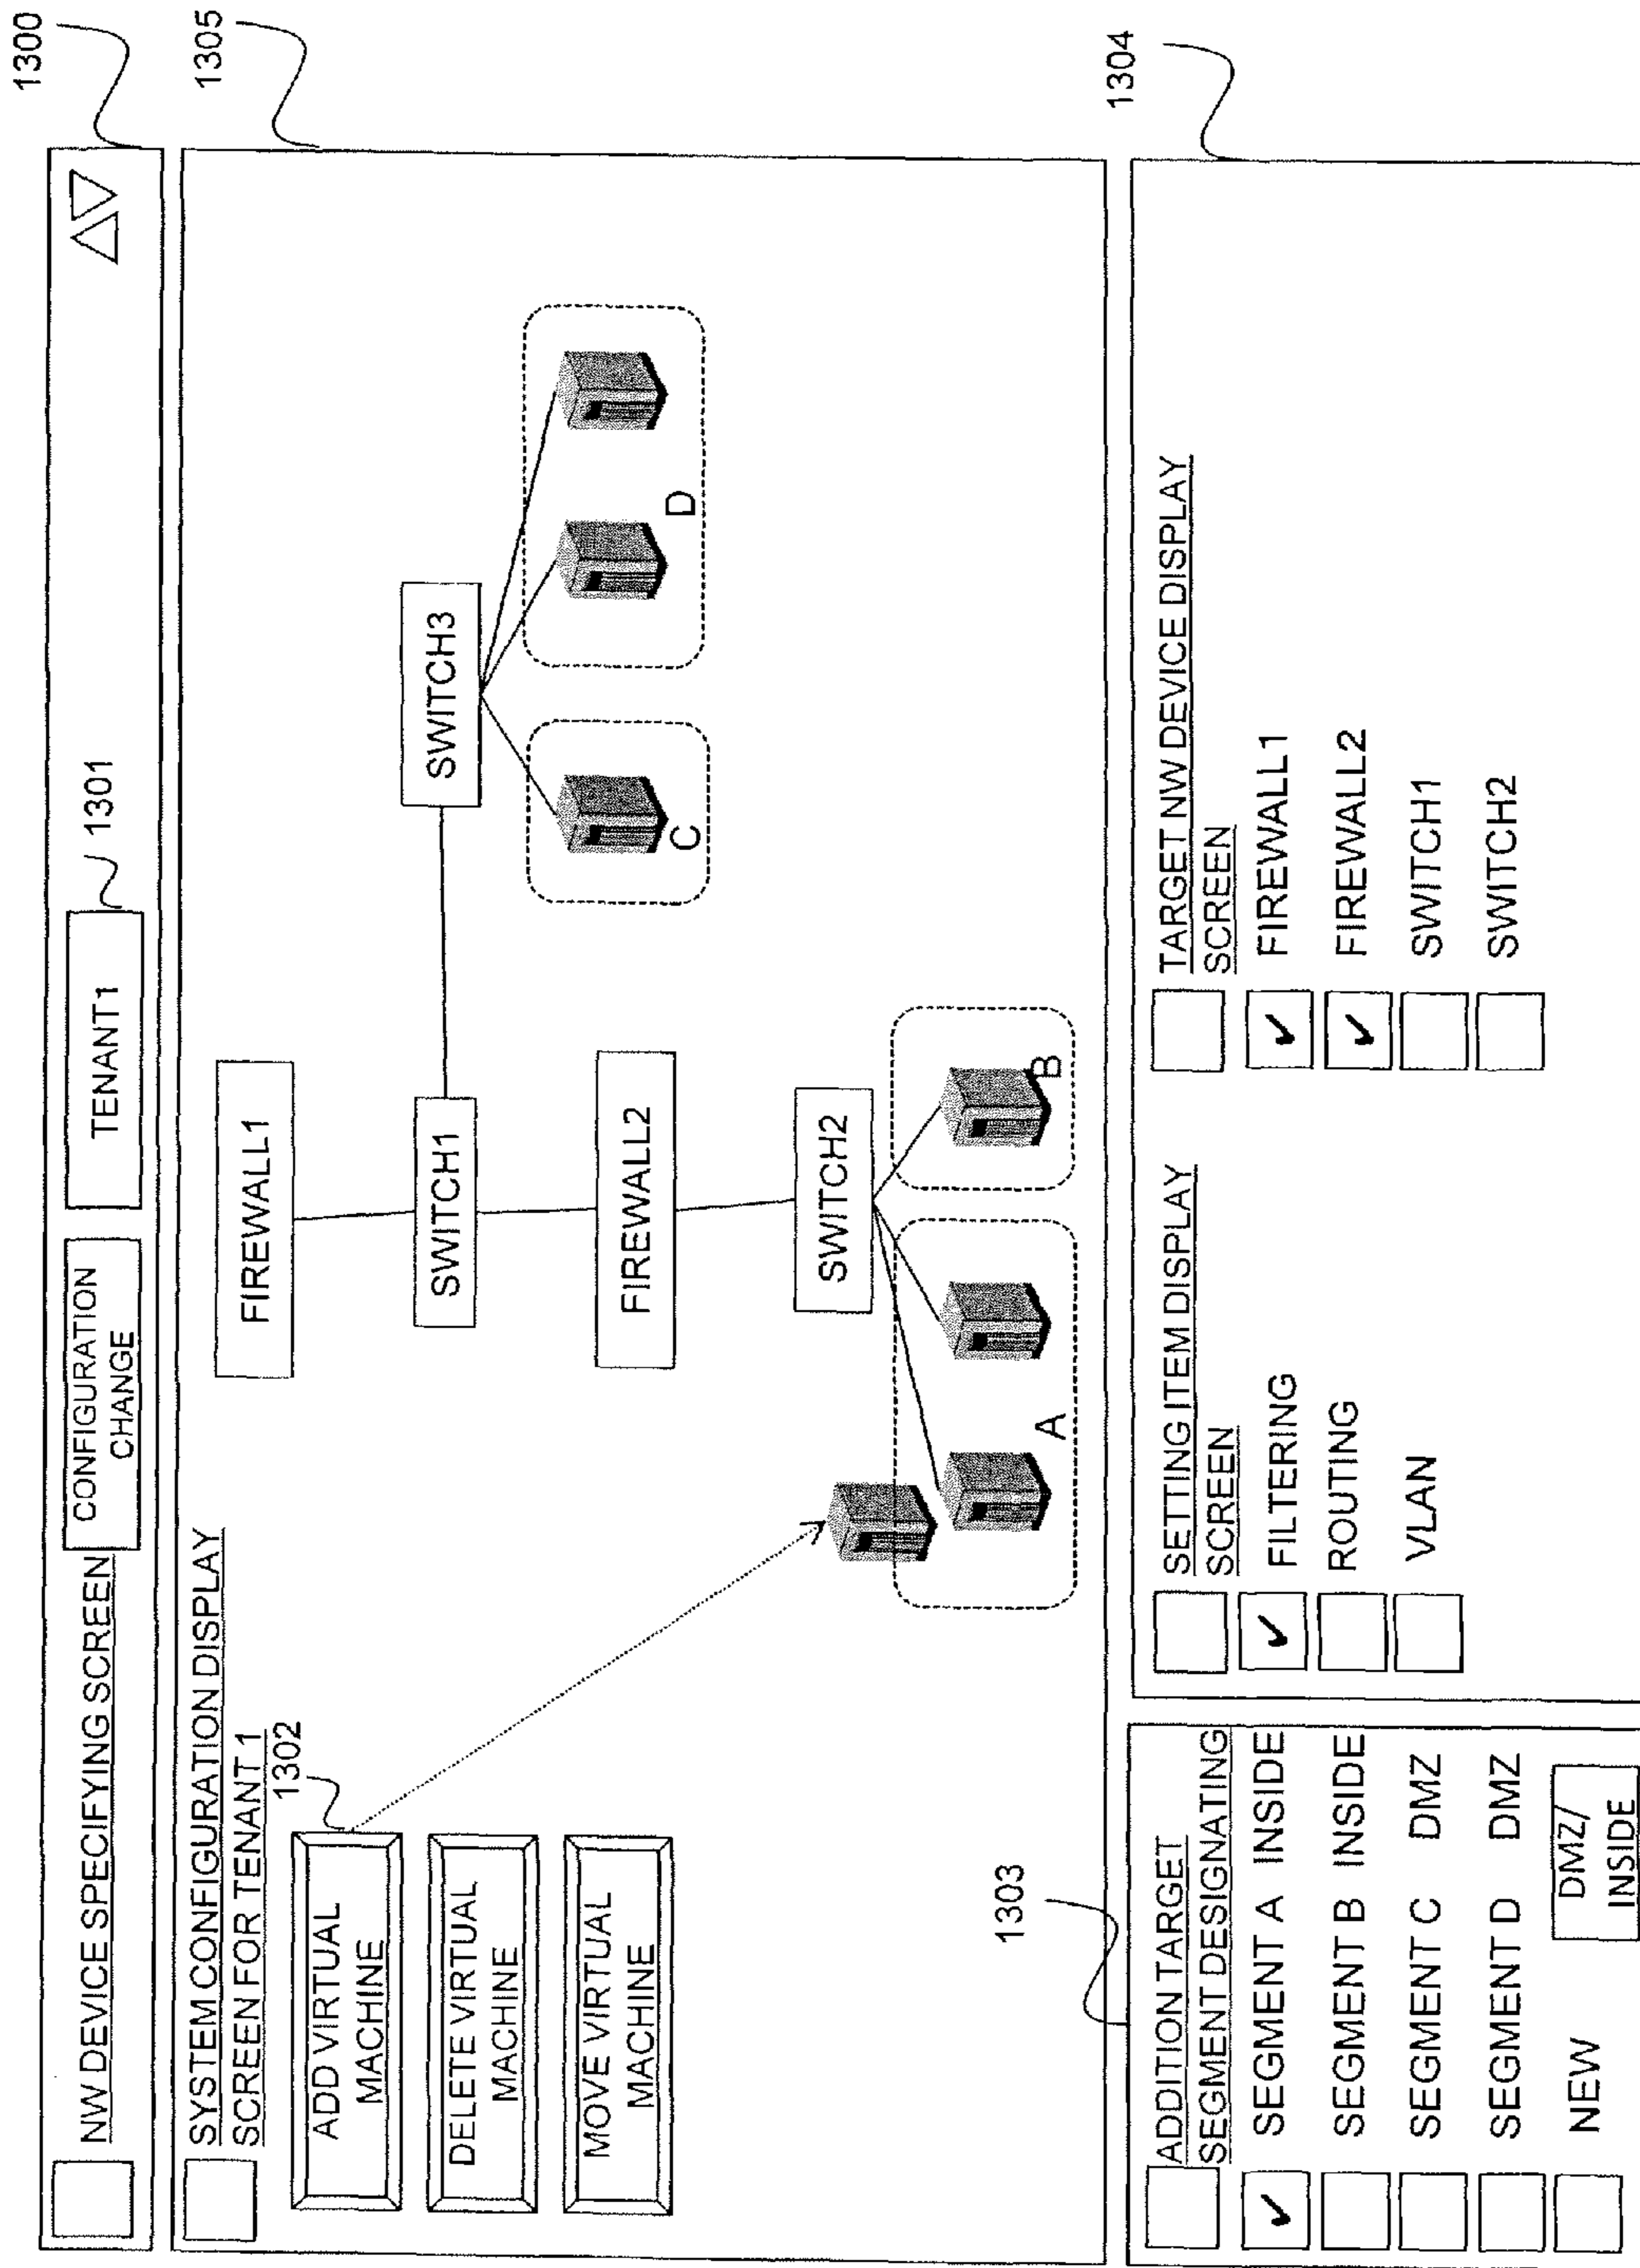 1300
NW DEVICE SPECIFYING SCREEN
CONFIGURATION
CHANGE
TENANT1
1301
1305
SYSTEM CONFIGURATION DISPLAY
SCREEN FOR TENANT 1
1302
ADD VIRTUAL
MACHINE
DELETE VIRTUAL
MACHINE
MOVE VIRTUAL
MACHINE
FIREWALL1
SWITCH1
SWITCH3
FIREWALL2
SWITCH2
A
B
C
D
1303
ADDITION TARGET
SEGMENT DESIGNATING
SEGMENT A INSIDE
SEGMENT B INSIDE
SEGMENT C DMZ
SEGMENT D DMZ
NEW
DMZ/
INSIDE
1304
SETTING ITEM DISPLAY
SCREEN
FILTERING
ROUTING
VLAN
TARGET NW DEVICE DISPLAY
SCREEN
FIREWALL1
FIREWALL2
SWITCH1
SWITCH2